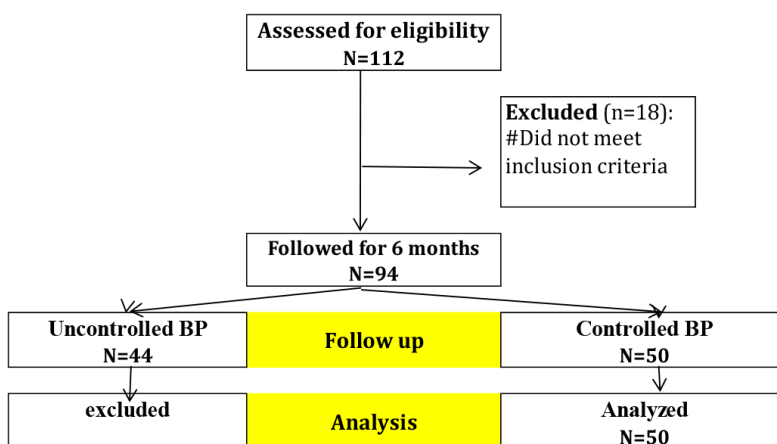 Assessed for eligibility
N=112
Excluded (n=18):
#Did not meet
inclusion criteria
Followed for 6 months
N=94
Uncontrolled BP
N=44
Follow up
Controlled BP
N=50
excluded
Analysis
Analyzed
N=50